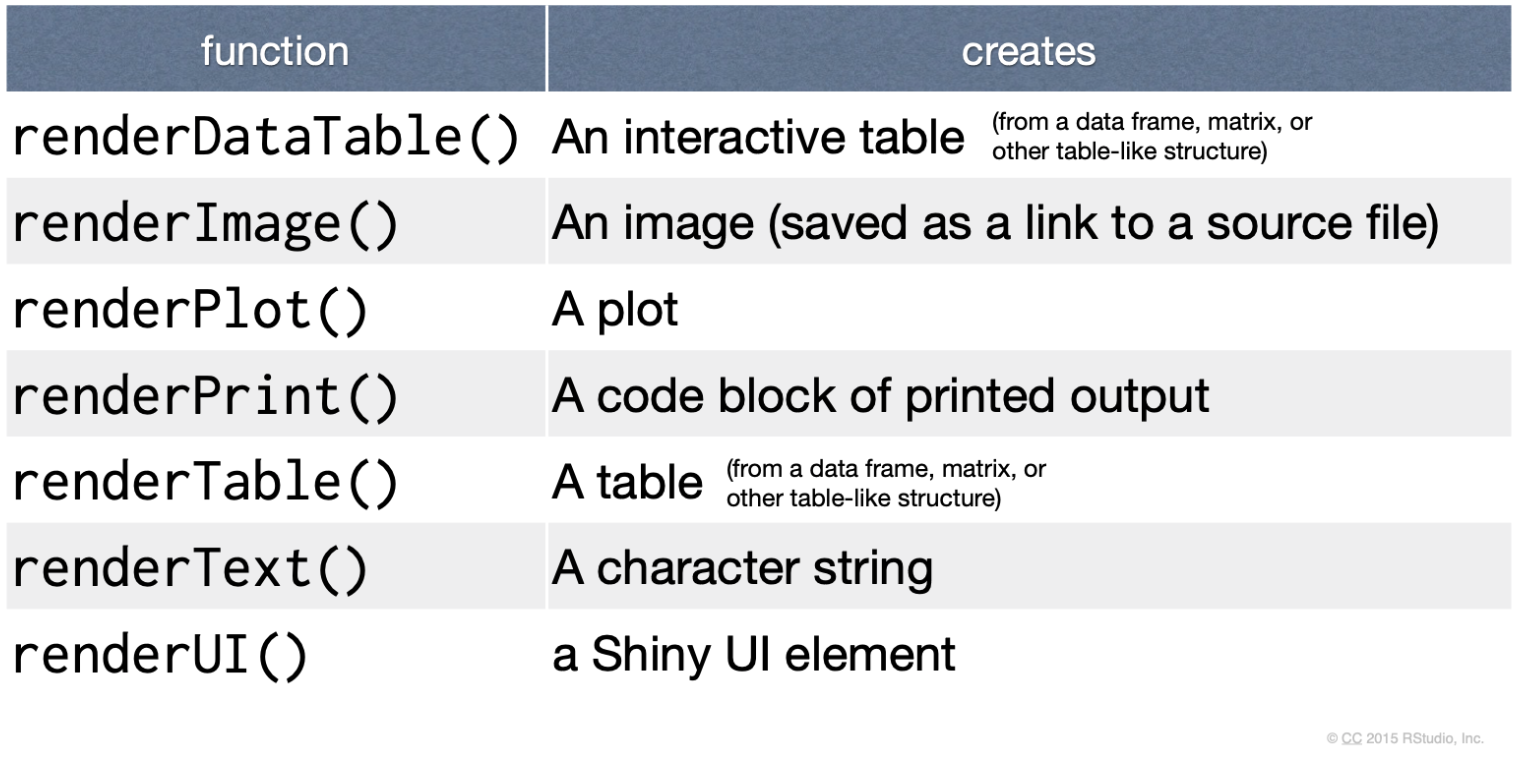 function creates
renderDataTable() An interactive table (from a data frame, matrix, or
other table-like structure)
renderImage() An image (saved as a link to a source file)
renderPlot() A plot
renderPrint() A code block of printed output
renderTable() A table (from a data frame, matrix, or
other table-like structure)
renderText() A character string
renderUI() a Shiny UI element
© CC 2015 RStudio, Inc.